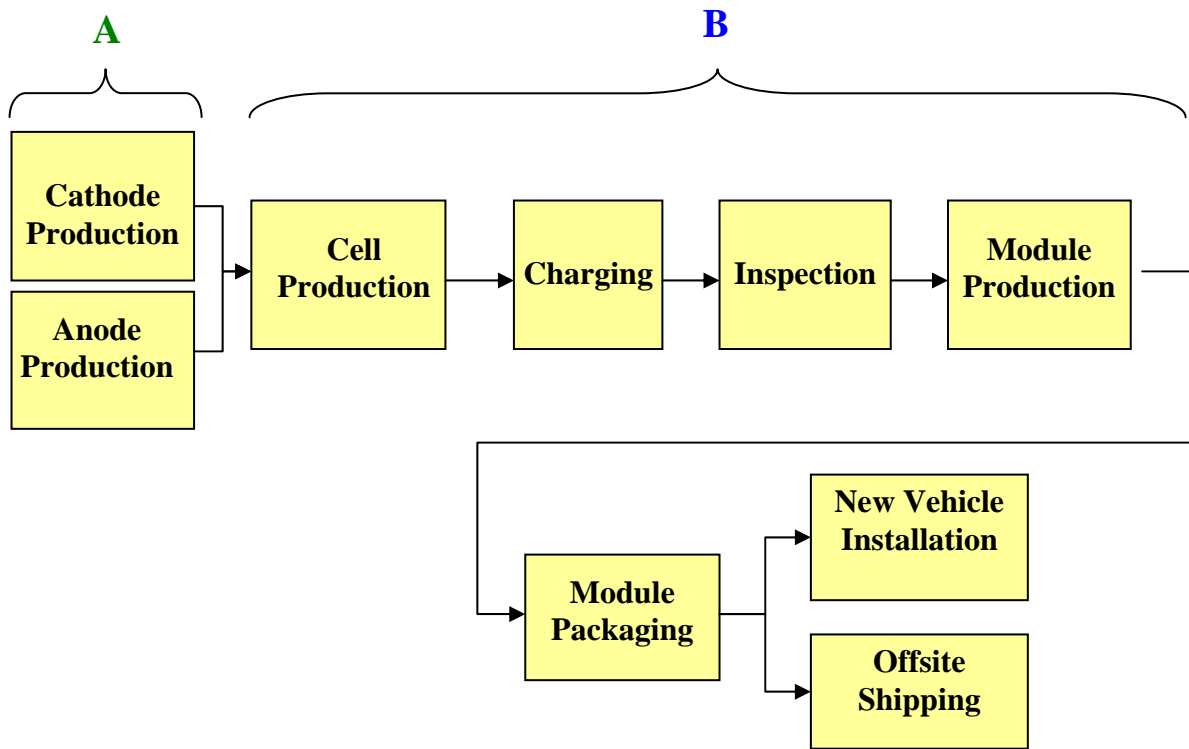 A
B
Cathode
Production
Anode
Production
Cell
Production
Charging
Inspection
Module
Production
Module
Packaging
New Vehicle
Installation
Offsite
Shipping